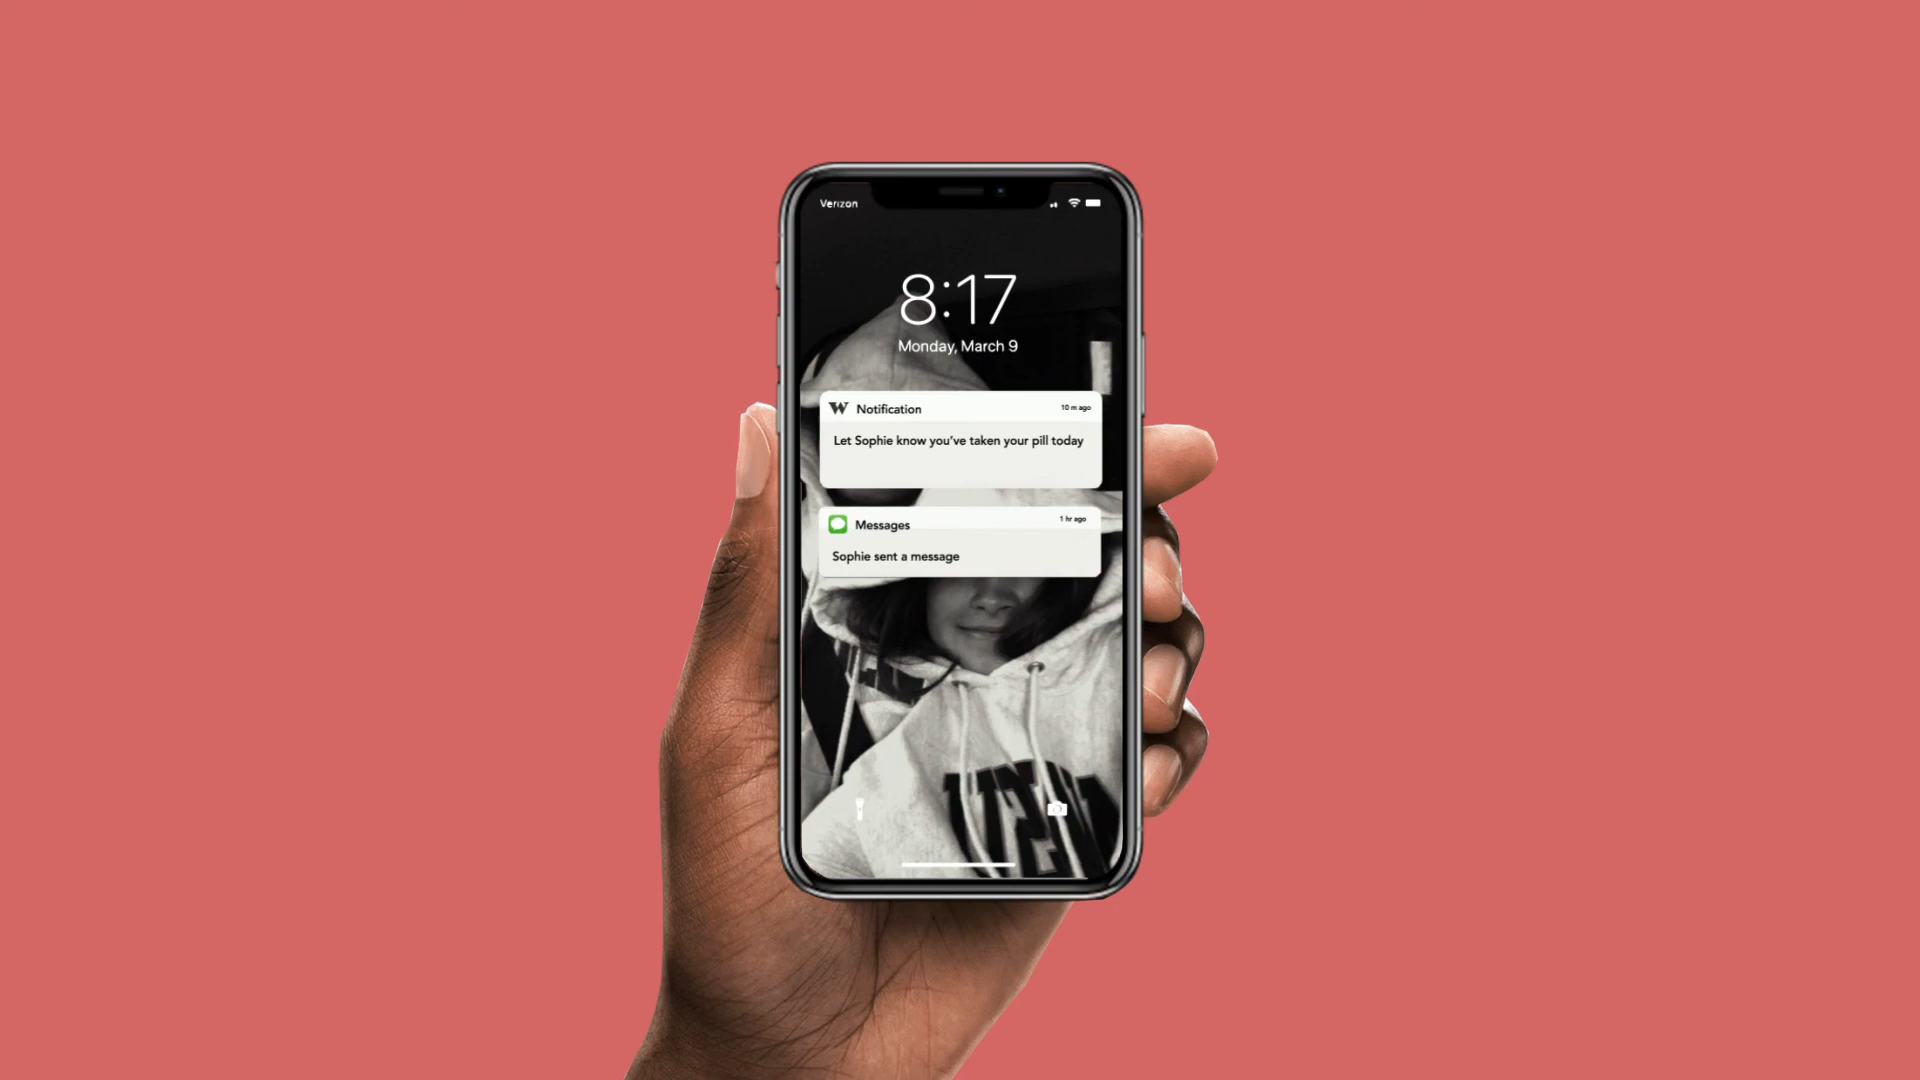 Verizon
8:17
Monday, March 9
W Notification 10 m ago
Let Sophie know you've taken your pill today
Messages 1 hr ago
Sophie sent a message